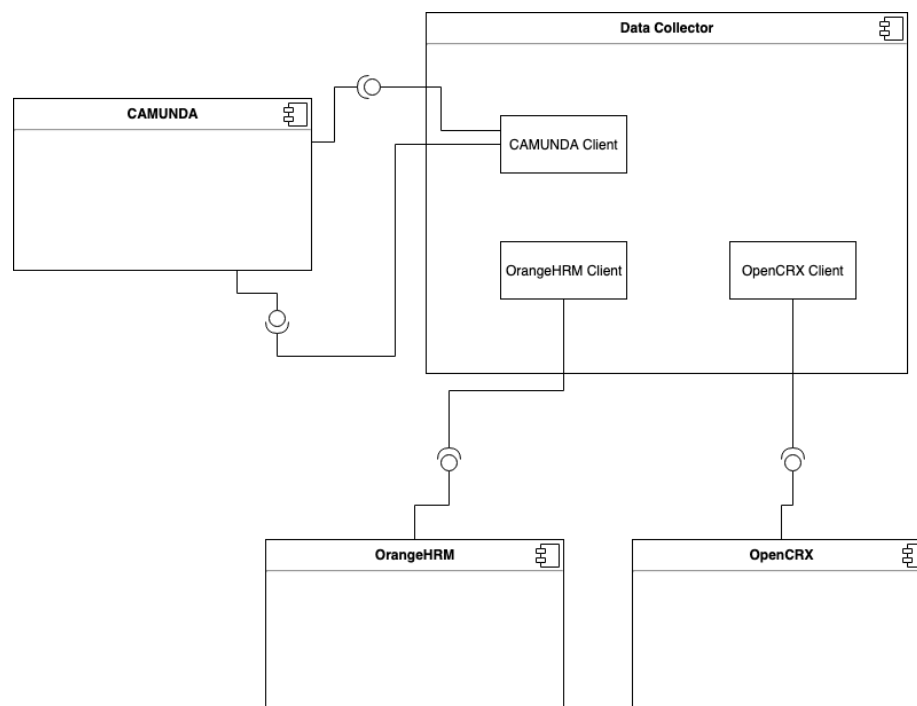 Data Collector
CAMUNDA
CAMUNDA Client
OrangeHRM Client
OpenCRX Client
OrangeHRM
OpenCRX